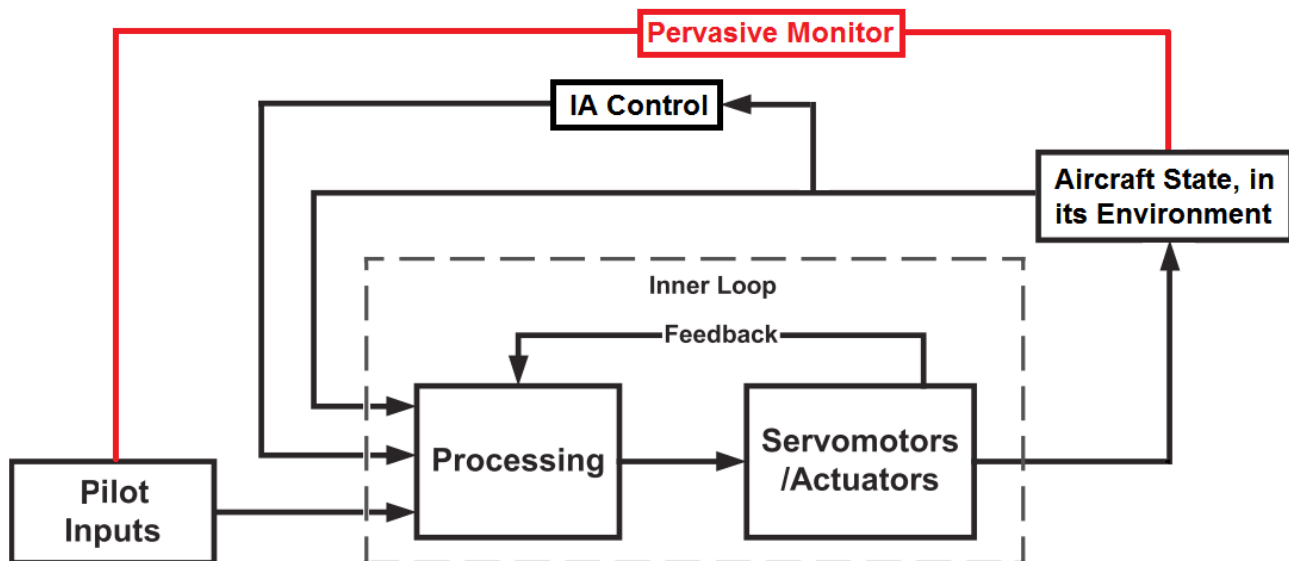 Pervasive Monitor
IA Control
Aircraft State, in
its Environment
Inner Loop
Feedback
Processing
Servomotors
/Actuators
Pilot
Inputs